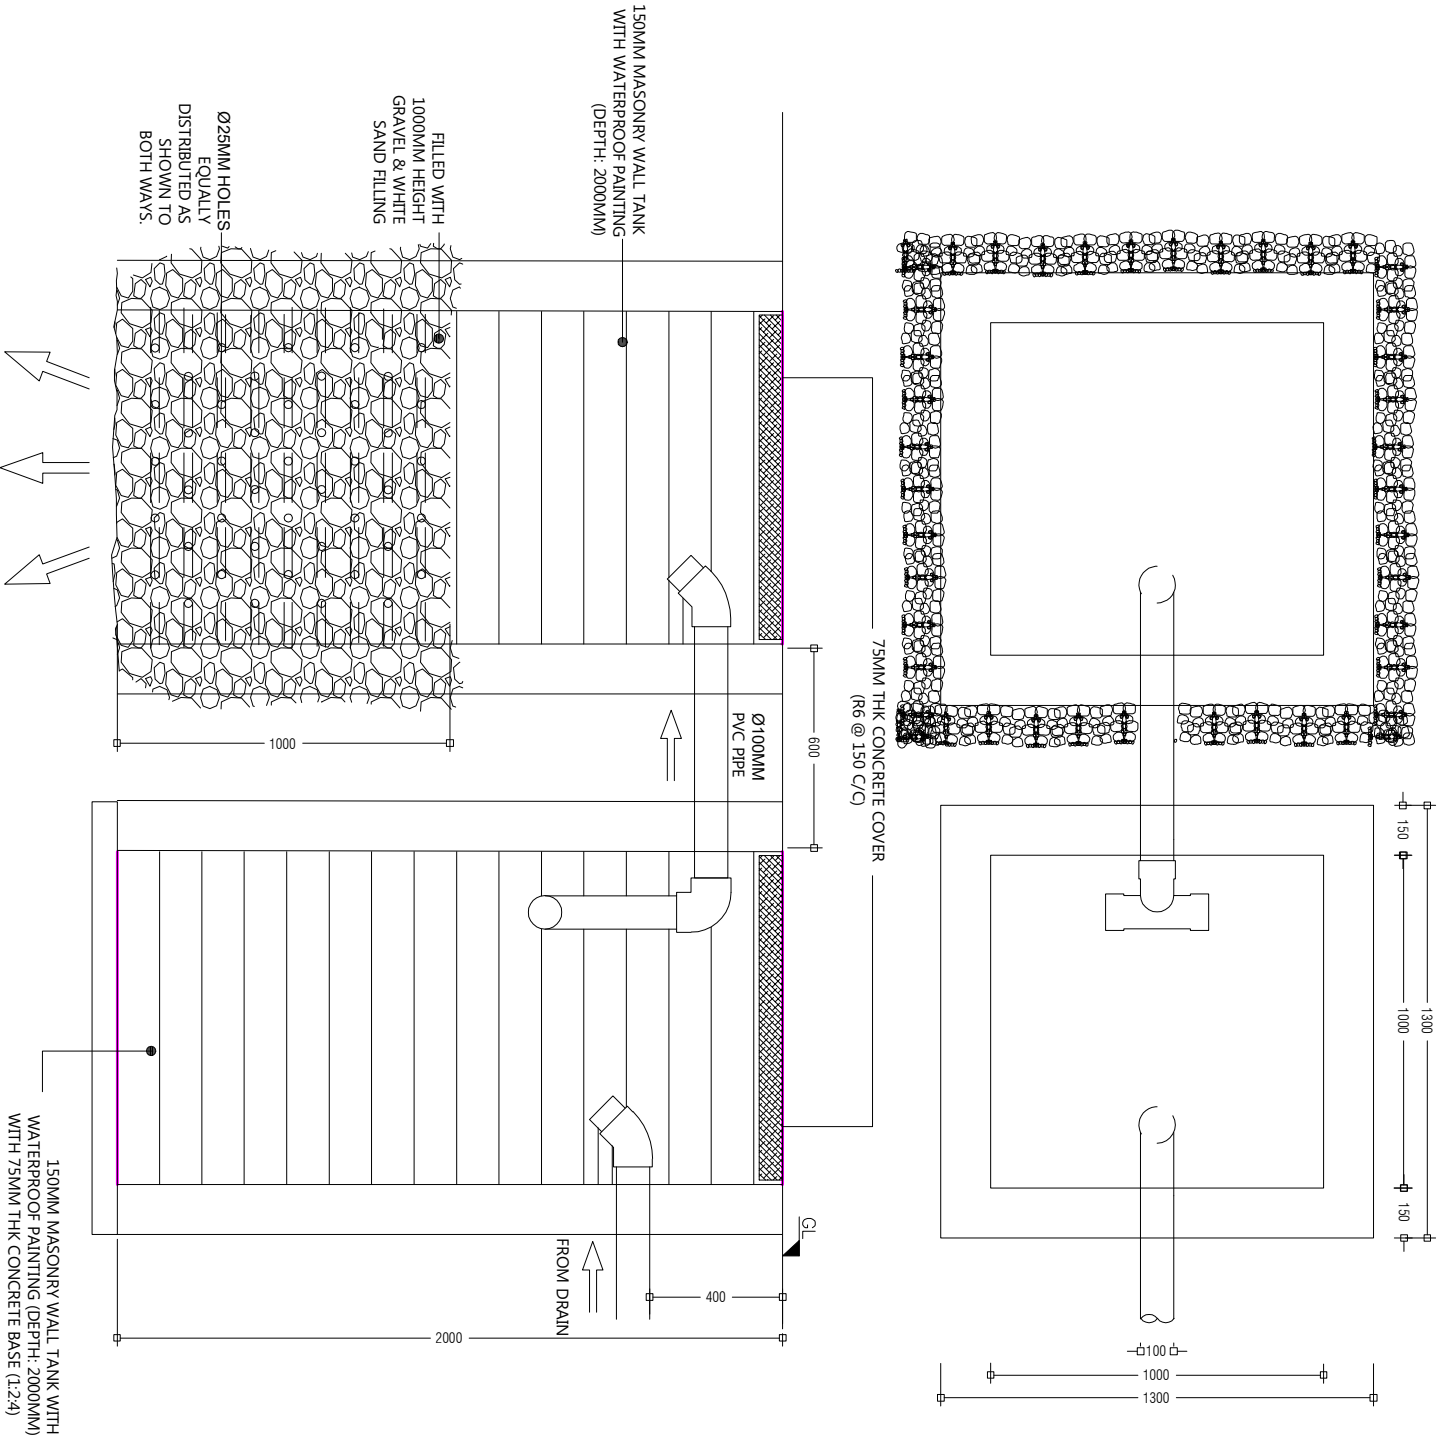 150MM MASONRY WALL TANK
WITH WATERPROOF PAINTING
(DEPTH: 2000MM)
FILLED WITH
1000MM HEIGHT
GRAVEL & WHITE
SAND FILLING
Ø25MM HOLES
EQUALLY
DISTRIBUTED AS
SHOWN TO
BOTH WAYS.
75MM THK CONCRETE COVER
(R6 @ 150 C/C)
600
Ø100MM
PVC PIPE
1000
150
1000
150
1300
100
1000
1300
GL
FROM DRAIN
400
2000
150MM MASONRY WALL TANK WITH
WATERPROOF PAINTING (DEPTH: 2000MM)
WITH 75MM THK CONCRETE BASE (1:2:4)